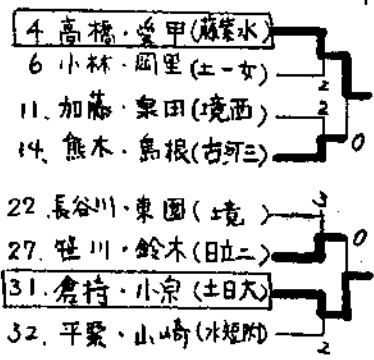 4 高橋・愛甲(藤紫水)
6 小林・岡里(土一女)
2
11. 加藤・栗田(境西)
2
14. 熊木・島根(古河三)
0
22. 長谷川・東園(境)
3
27. 笹川・鈴木(日立二)
0
31. 倉持・小泉(土日大)
32. 平 ・山崎(水短附)
2